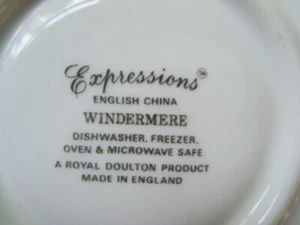 Expressions™
ENGLISH CHINA
WINDERMERE
DISHWASHER, FREEZER,
OVEN & MICROWAVE SAFE.
A ROYAL DOULTON PRODUCT
MADE IN ENGLAND